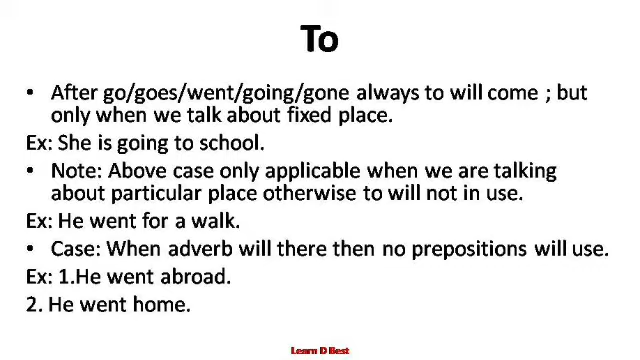 To
• After go/goes/went/going/gone always to will come ; but
only when we talk about fixed place.
Ex: She is going to school.
• Note: Above case only applicable when we are talking
about particular place otherwise to will not in use.
Ex: He went for a walk.
• Case: When adverb will there then no prepositions will use.
Ex: 1.He went abroad.
2. He went home.
Learn D Best